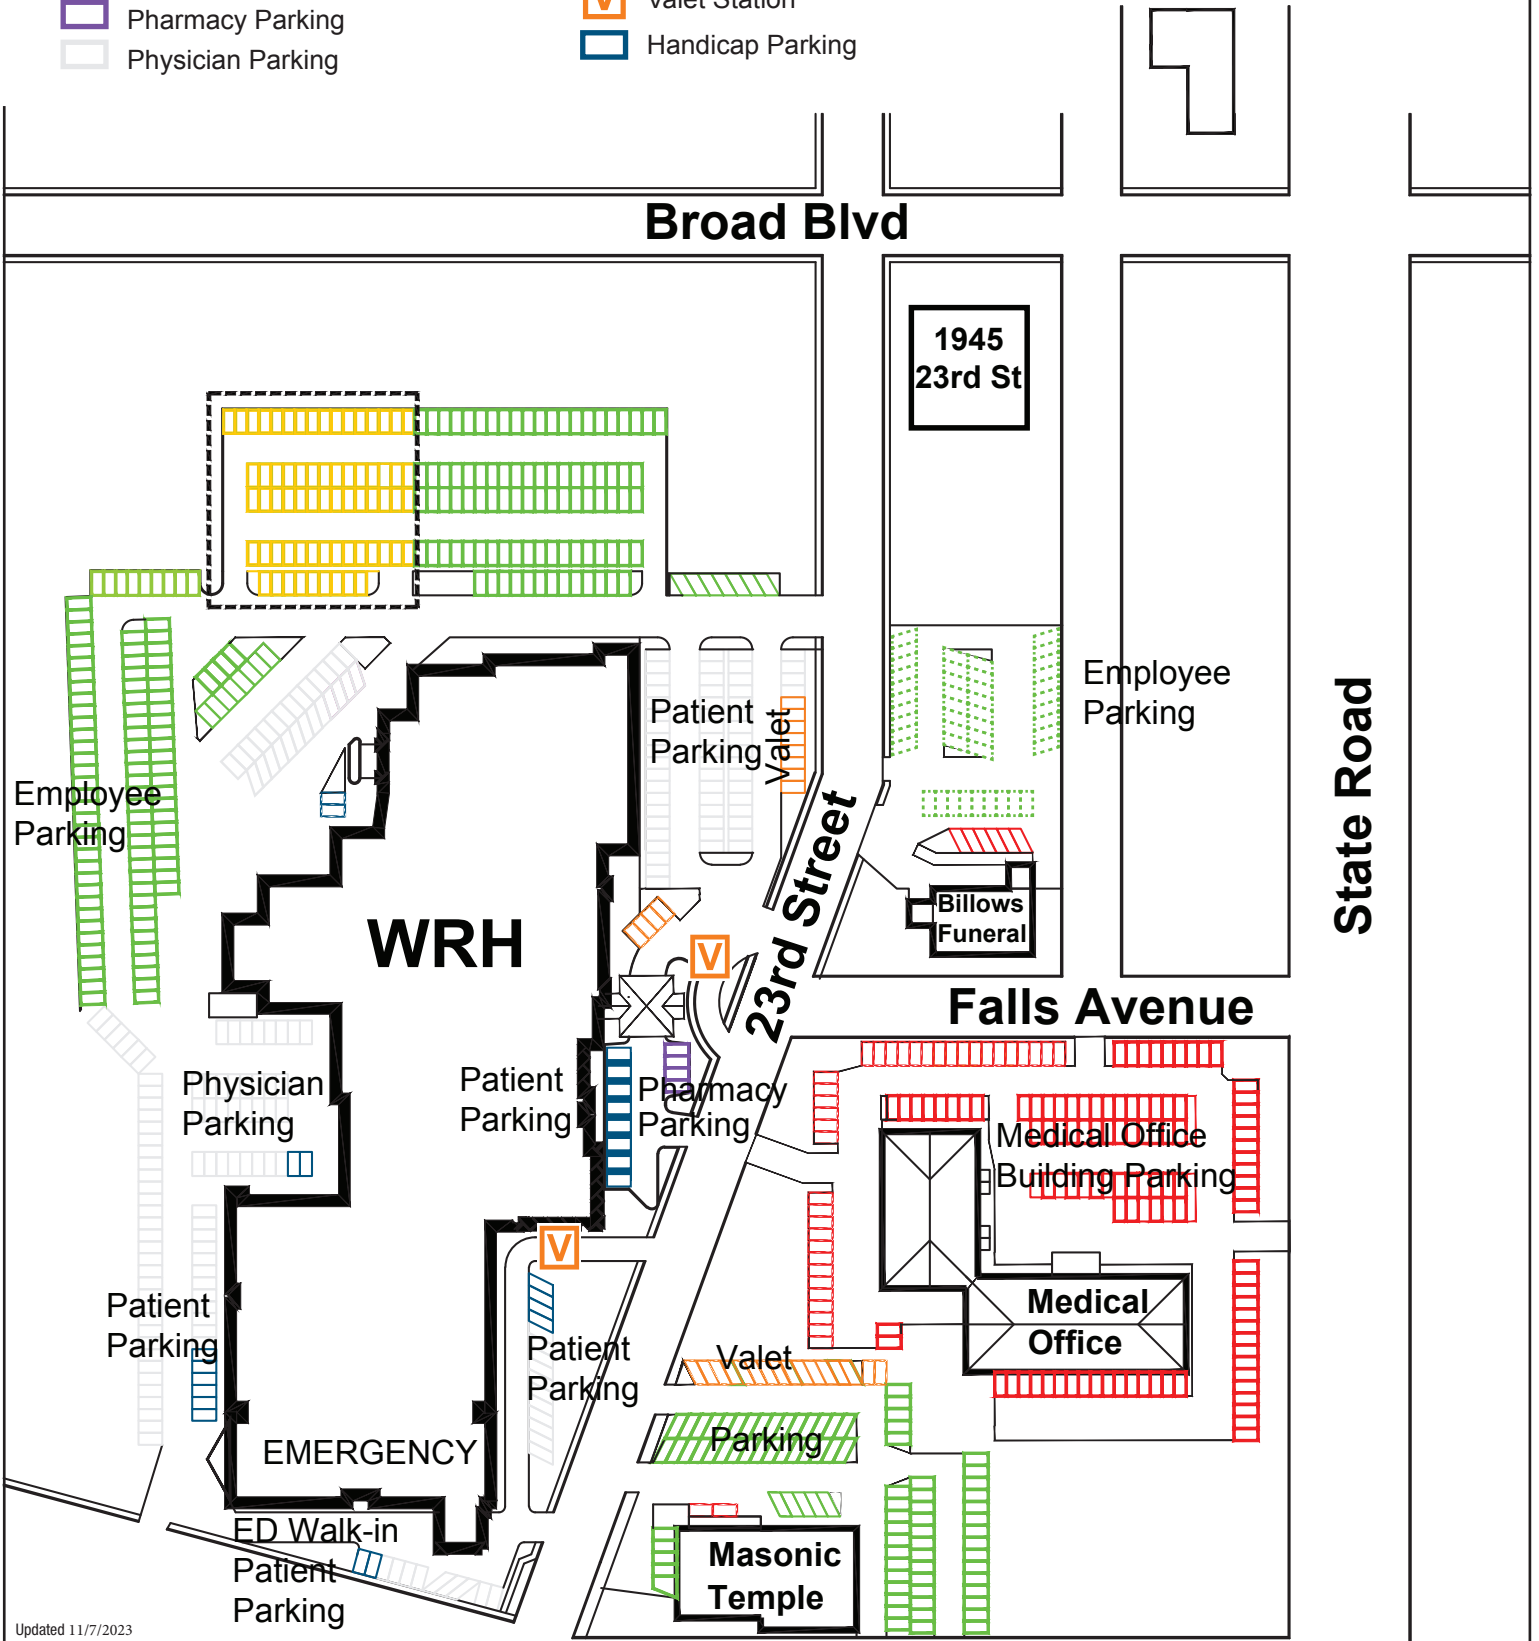 Pharmacy Parking
Physician Parking
V Valet Station
Handicap Parking
Broad Blvd
1945
23rd St
Employee
Parking
Patient
Parking
Valet
Employee
Parking
State Road
23rd Street
WRH
V
Billows
Funeral
Falls Avenue
Physician
Parking
Patient
Parking
Pharmacy
Parking
Medical Office
Building Parking
V
Patient
Parking
Patient
Parking
Medical
Office
Valet
Parking
EMERGENCY
ED Walk-in
Patient
Parking
Masonic
Temple
Updated 11/7/2023